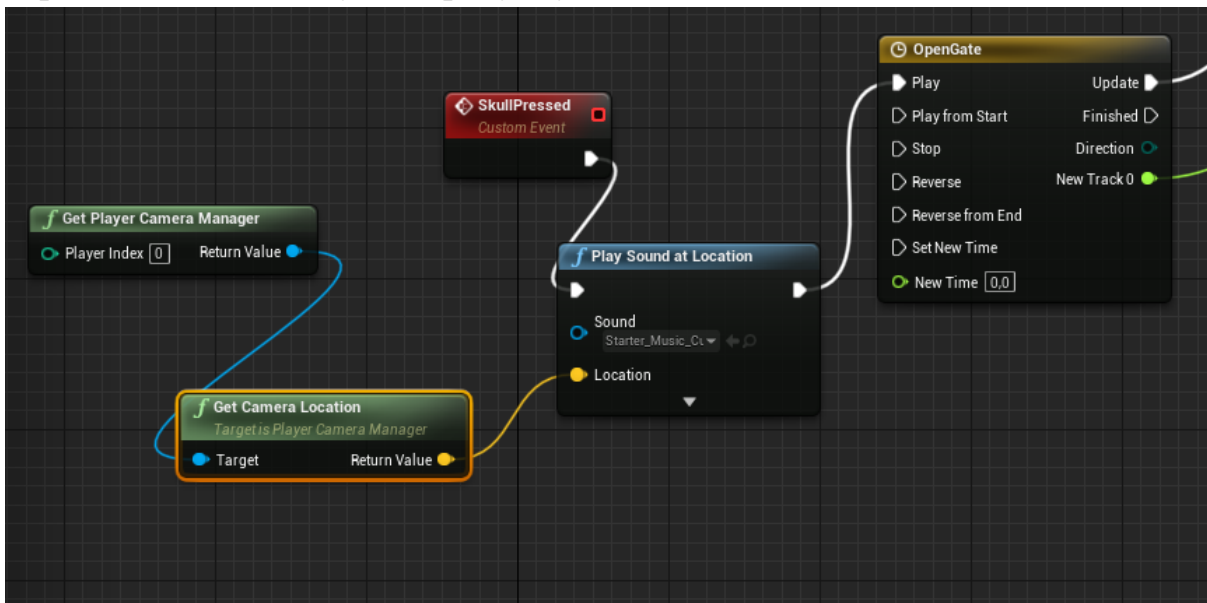 OpenGate
Play
Update
Play from Start
Finished
Stop
Direction
Reverse
New Track 0
Reverse from End
Set New Time
New Time 0,0
SkullPressed
Custom Event
f Get Player Camera Manager
Player Index 0
Return Value
f Play Sound at Location
Sound
Starter_Music_Cu
Location
f Get Camera Location
Target is Player Camera Manager
Target
Return Value